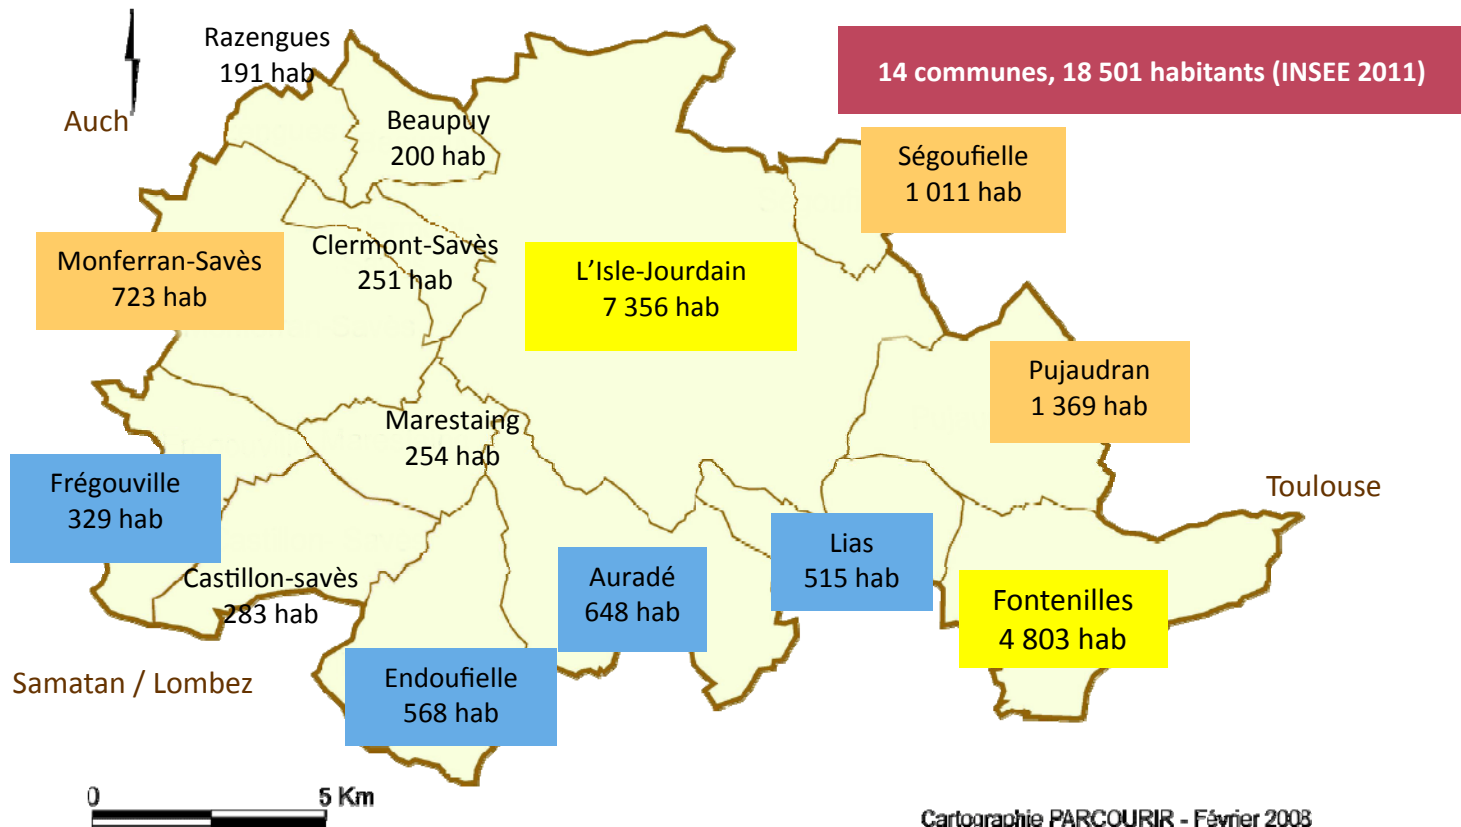 Razengues
191 hab
14 communes, 18 501 habitants (INSEE 2011)
Auch
Beaupuy
200 hab
Ségoufielle
1 011 hab
Monferran-Savès
723 hab
Clermont-Savès
251 hab
L'Isle-Jourdain
7 356 hab
Pujaudran
1 369 hab
Marestaing
254 hab
Frégouville
329 hab
Toulouse
Lias
515 hab
Castillon-savès
283 hab
Auradé
648 hab
Fontenilles
4 803 hab
Samatan / Lombez
Endoufielle
568 hab
0 5 Km
Cartographie PARCOURIR - Février 2008